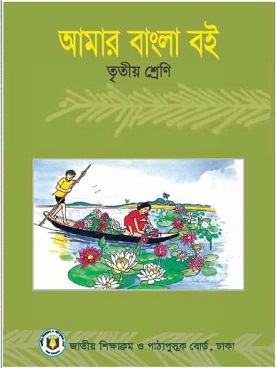 আমার বাংলা বই
তৃতীয় শ্রেণি
জাতীয় শিক্ষাক্রম ও পাঠ্যপুস্তক বোর্ড, ঢাকা